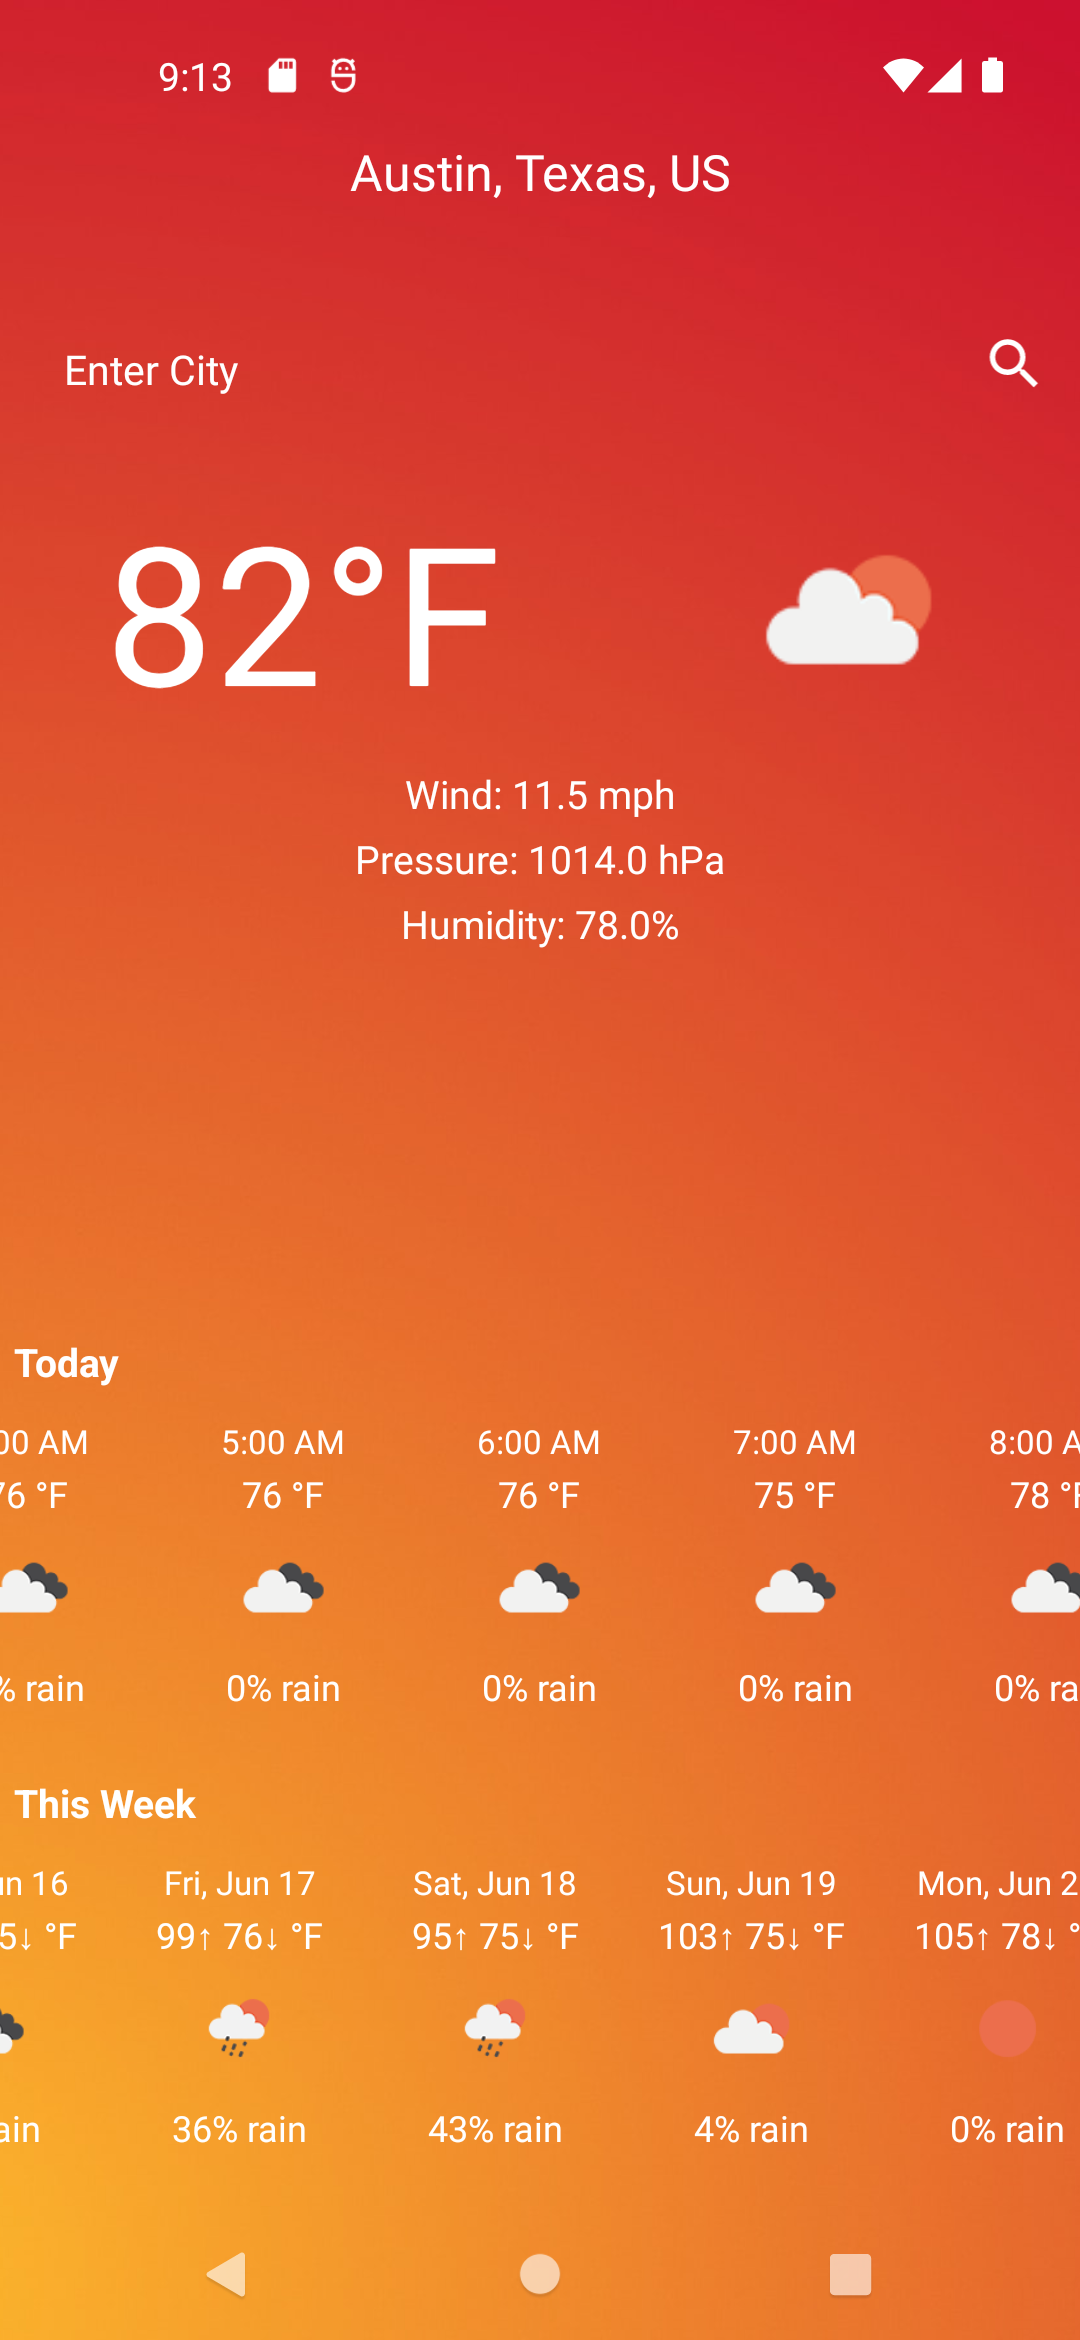 9:13
Austin, Texas, US
Enter City
82°F
Wind: 11.5 mph
Pressure: 1014.0 hPa
Humidity: 78.0%
Today
00 AM 5:00 AM 6:00 AM 7:00 AM 8:00 A
76 °F 76 °F 76 °F 75 °F 78 °F
% rain 0% rain 0% rain 0% rain 0% ra
This Week
un 16 Fri, Jun 17 Sat, Jun 18 Sun, Jun 19 Mon, Jun 2
5↓ °F 99↑ 76↓ °F 95↑ 75↓ °F 103↑ 75↓ °F 105↑ 78↓ °
ain 36% rain 43% rain 4% rain 0% rain